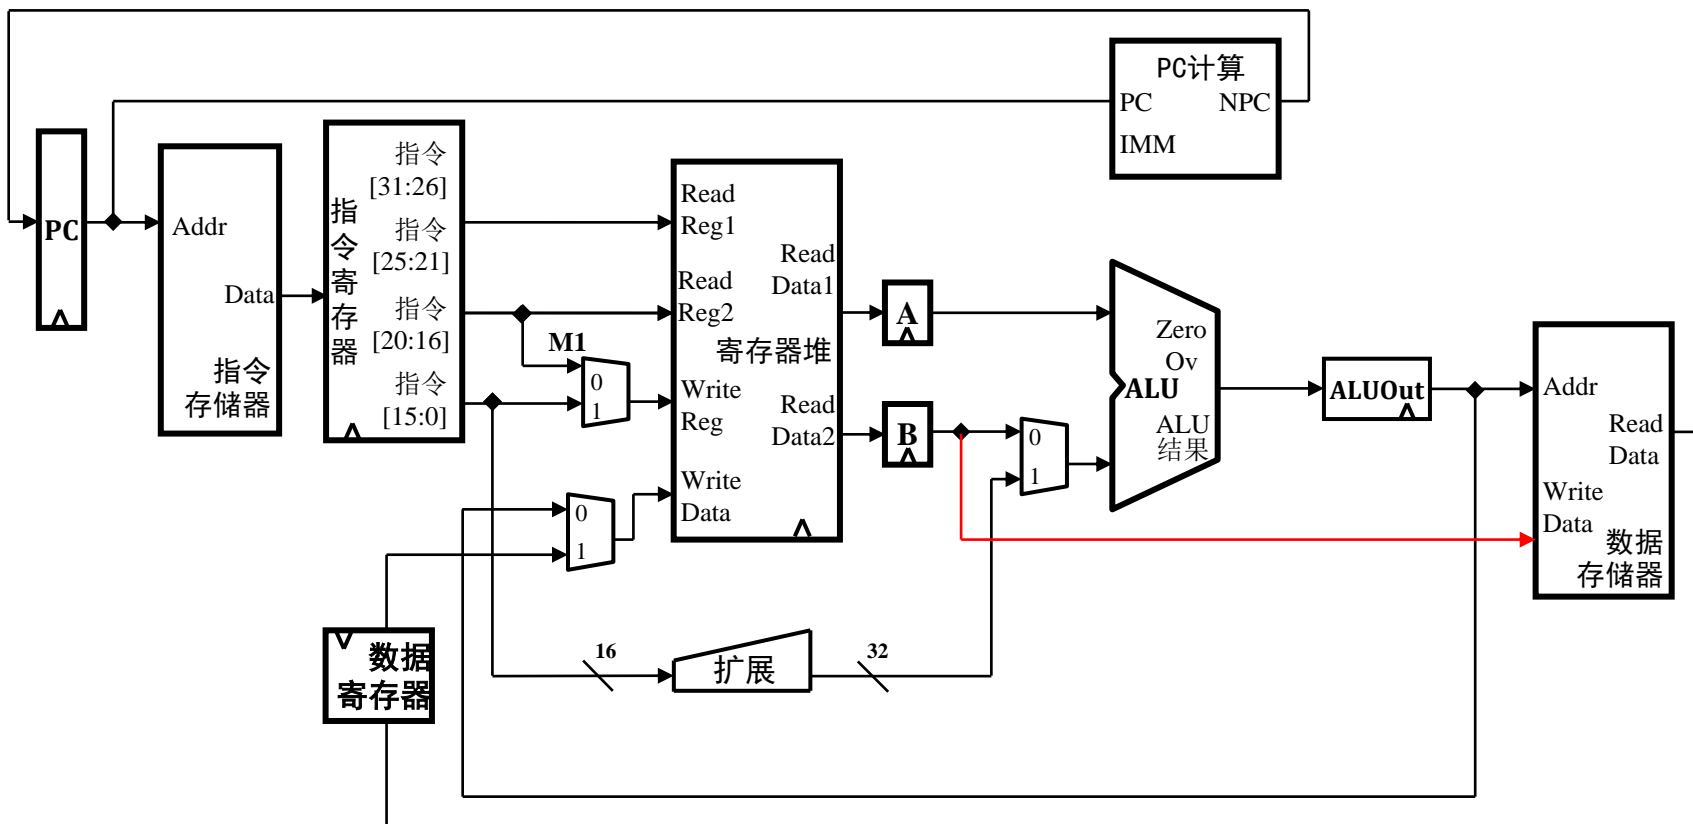 PC计算
PC
NPC
IMM
PC
Addr
Data
指令
存储器
指令寄存器
指令
[31:26]
指令
[25:21]
指令
[20:16]
指令
[15:0]
M1
0
1
0
1
Read
Reg1
Read
Reg2
Write
Reg
Write
Data
Read
Data1
寄存器堆
Read
Data2
A
B
0
1
Zero
Ov
ALU
ALU
结果
ALUOut
Addr
Read
Data
Write
Data
数据
存储器
数据
寄存器
16
扩展
32